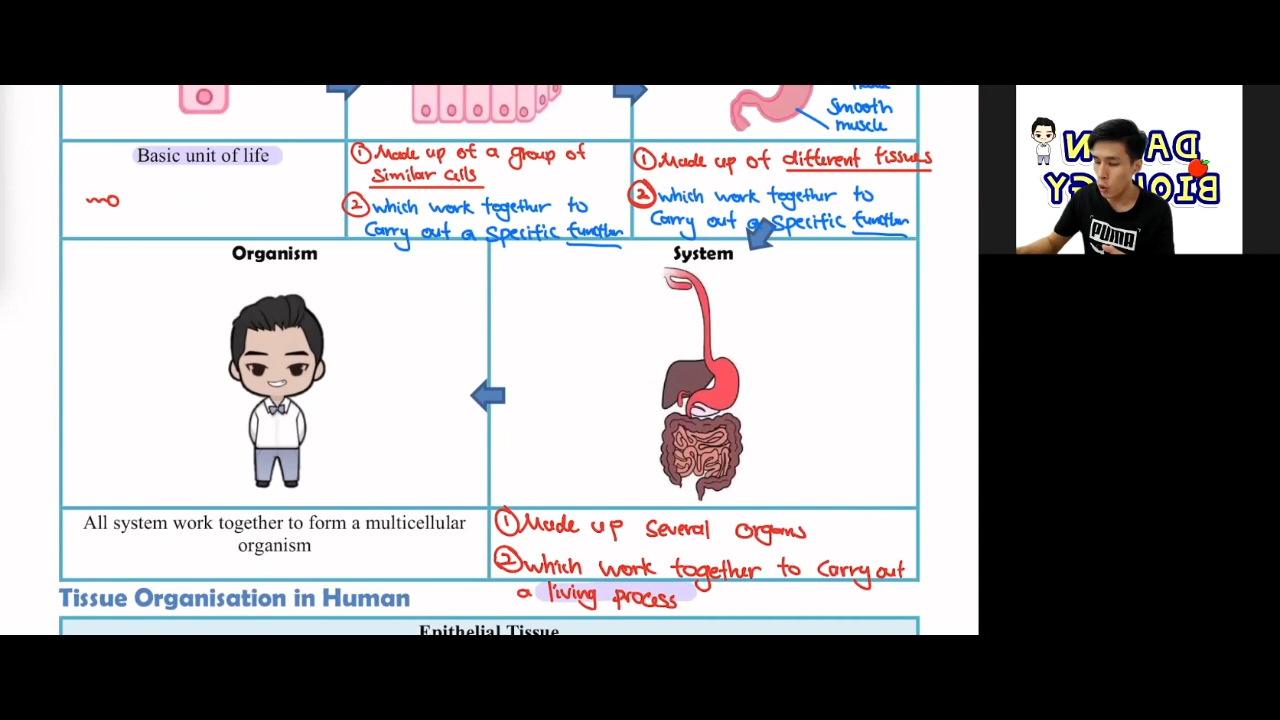 Smooth
muscle
Basic unit of life
① Made up of a group of
similar cells
② which work together to
carry out a specific function
① Made up of different tissues
② which work together to
carry out a specific function
Organism
System
All system work together to form a multicellular
organism
① Made up several organs
② which work together to carry out
a living process
Tissue Organisation in Human
Epithelial Tissue
BIOLOGY
PUMA